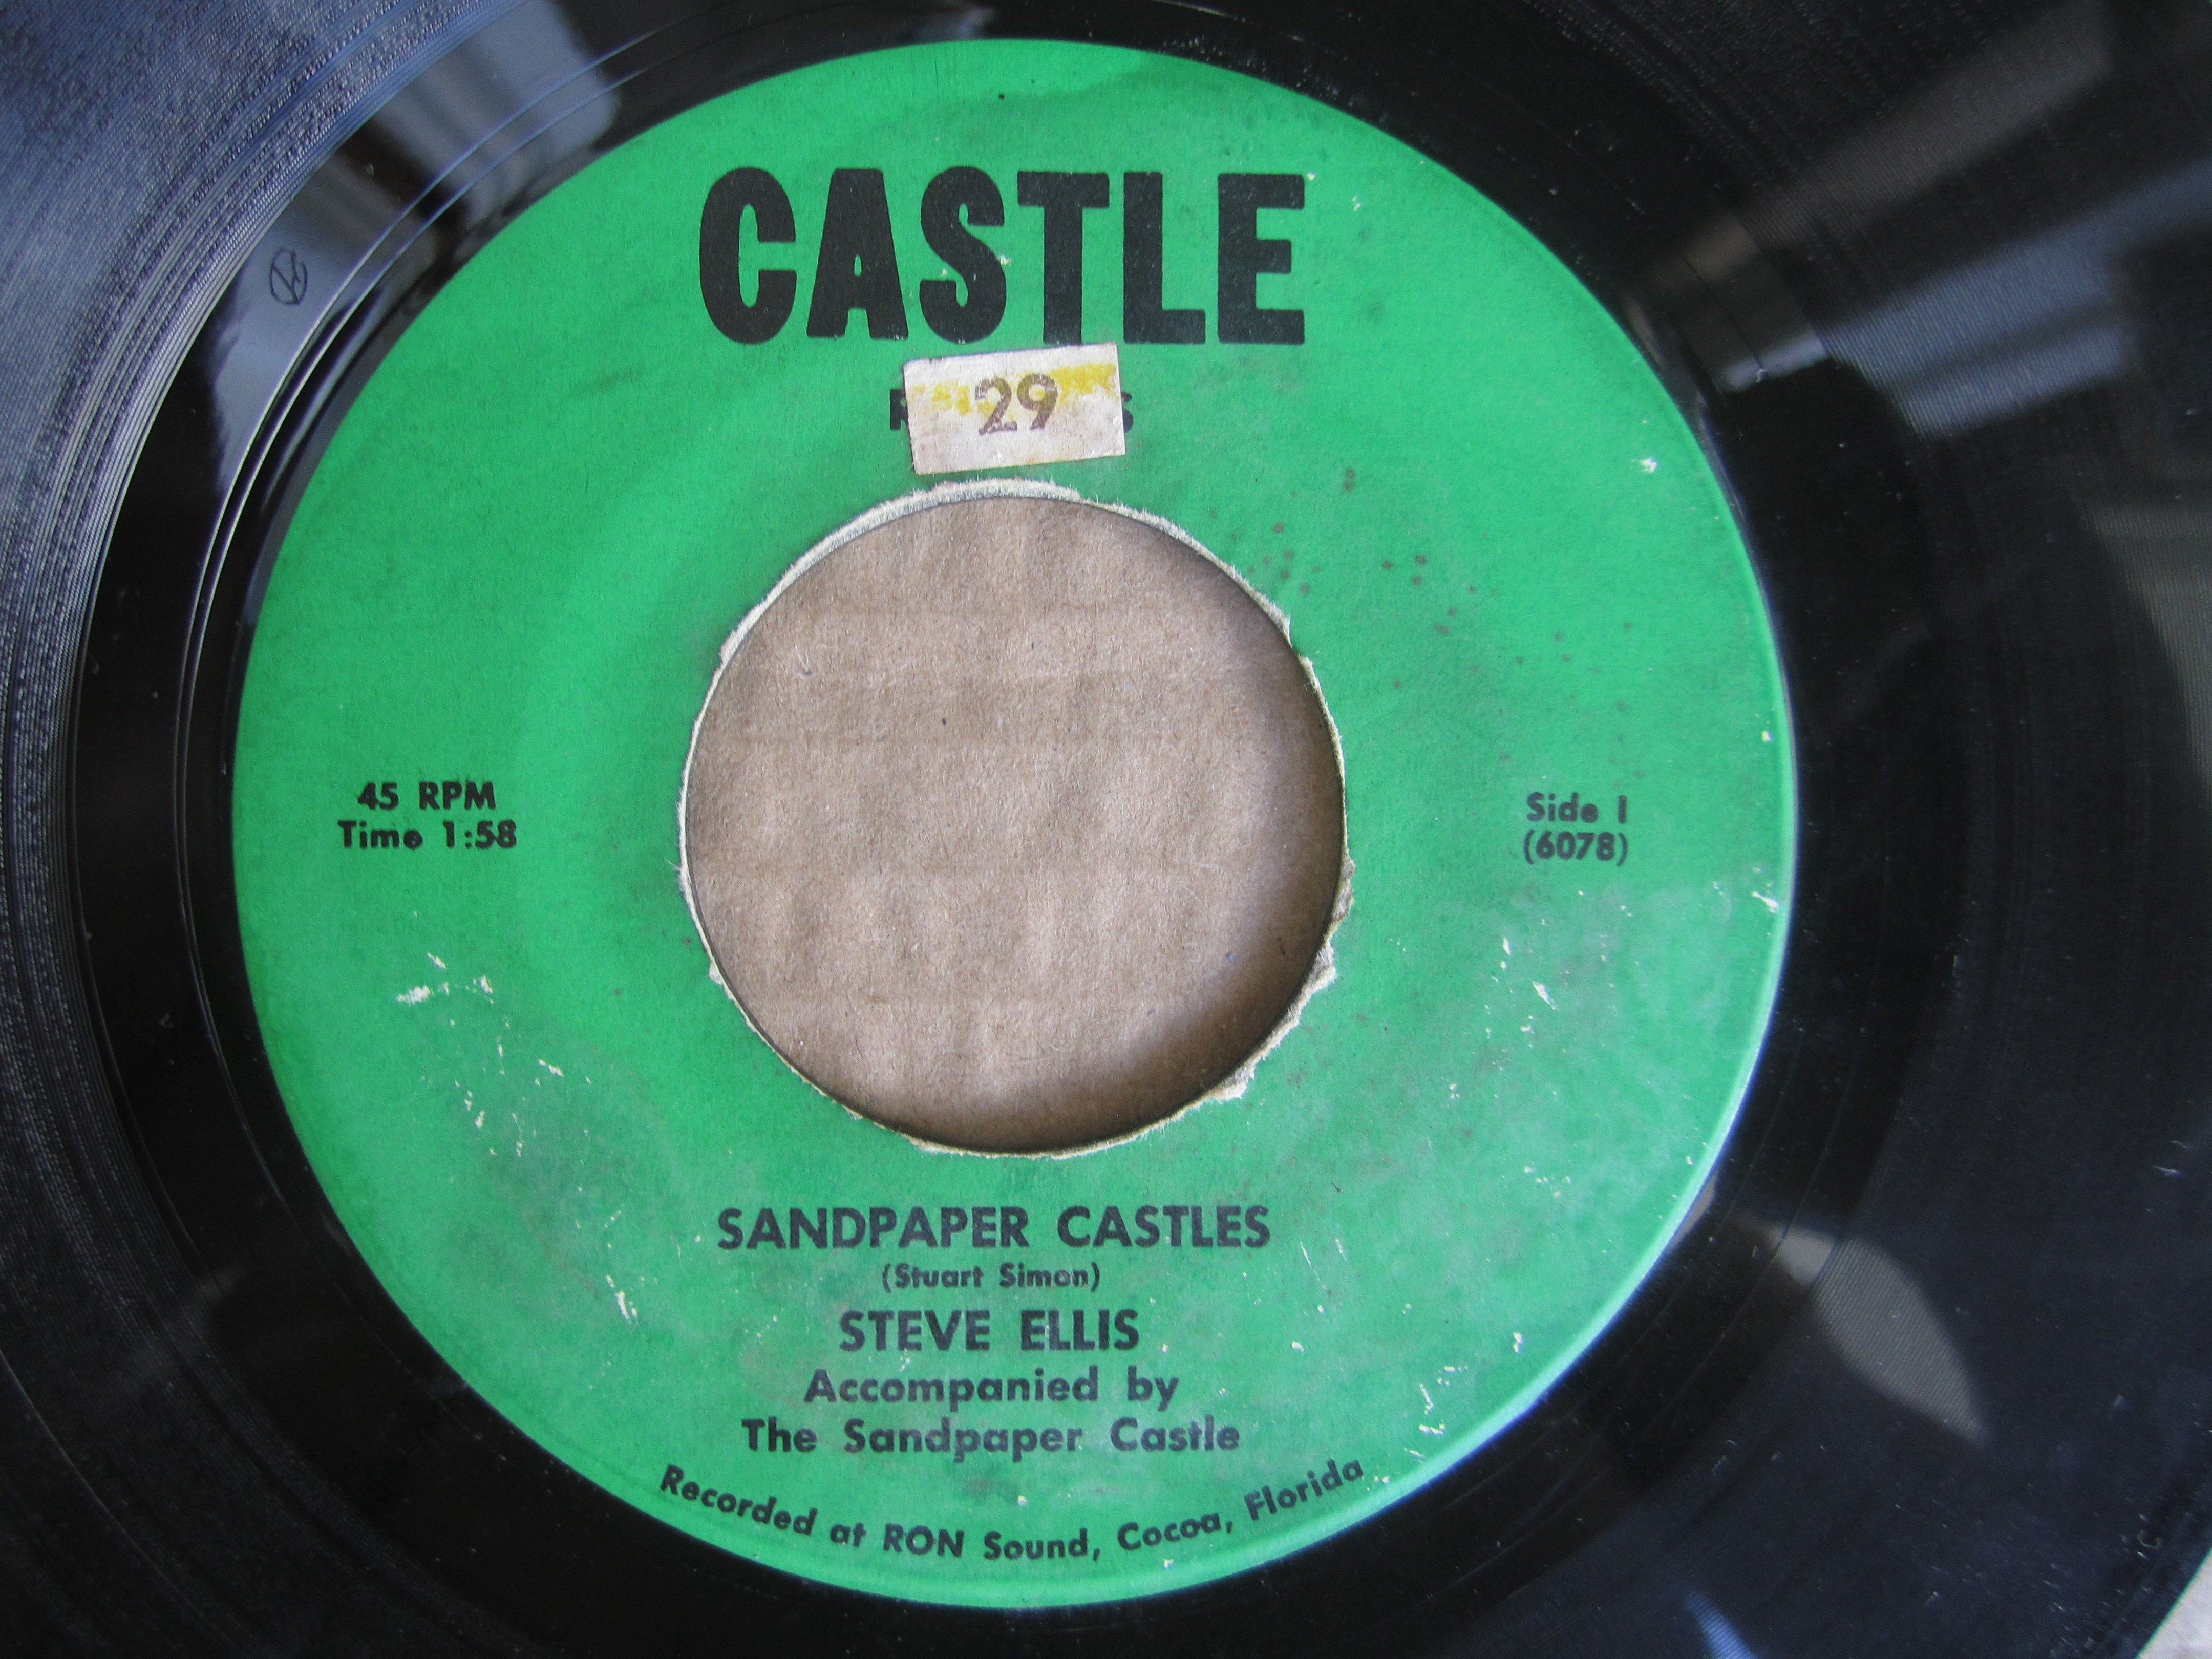 CASTLE
29
45 RPM
Time 1:58
Side I
(6078)
SANDPAPER CASTLES
(Stuart Simon)
STEVE ELLIS
Accompanied by
The Sandpaper Castle
Recorded at RON Sound, Cocoa, Florida